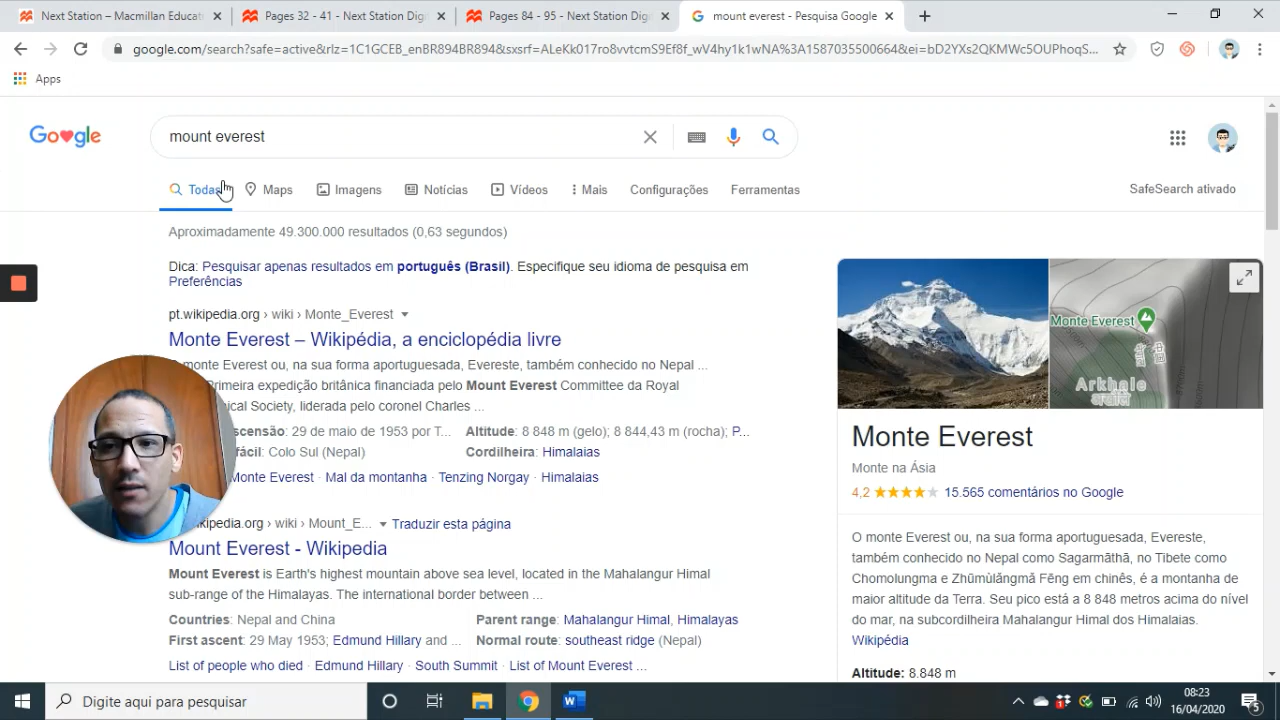 Next Station – Macmillan Educat
Pages 32 - 41 - Next Station Dig
Pages 84 - 95 - Next Station Dig
mount everest - Pesquisa Google
google.com/search?safe=active&rlz=1C1GCEB_enBR894BR894&sxsrf=ALeKk017ro8vvtcmS9Ef8f_wV4hy1k1wNA%3A1587035500664&ei=bD2YXs2QKMWc5OUPhoqS...
Apps
Google
mount everest
Todas
Maps
Imagens
Notícias
Vídeos
Mais
Configurações
Ferramentas
SafeSearch ativado
Aproximadamente 49.300.000 resultados (0,63 segundos)
Dica: Pesquisar apenas resultados em português (Brasil). Especifique seu idioma de pesquisa em
Preferências
pt.wikipedia.org › wiki › Monte_Everest
Monte Everest – Wikipédia, a enciclopédia livre
monte Everest ou, na sua forma aportuguesada, Evereste, também conhecido no Nepal ...
Primeira expedição britânica financiada pelo Mount Everest Committee da Royal
Society, liderada pelo coronel Charles ...
29 de maio de 1953 por T... Altitude: 8 848 m (gelo); 8 844,43 m (rocha); P...
Colo Sul (Nepal) Cordilheira: Himalaias
Monte Everest · Mal da montanha · Tenzing Norgay · Himalaias
wiki › Mount_E... Traduzir esta página
Mount Everest - Wikipedia
Mount Everest is Earth's highest mountain above sea level, located in the Mahalangur Himal
sub-range of the Himalayas. The international border between ...
Countries: Nepal and China Parent range: Mahalangur Himal, Himalayas
First ascent: 29 May 1953; Edmund Hillary and ... Normal route: southeast ridge (Nepal)
List of people who died · Edmund Hillary · South Summit · List of Mount Everest ...
Monte Everest
Arkhale
Monte Everest
Monte na Ásia
4,2 15.565 comentários no Google
O monte Everest ou, na sua forma aportuguesada, Evereste,
também conhecido no Nepal como Sagarmāthā, no Tibete como
Chomolungma e Zhūmùlǎngmǎ Fēng em chinês, é a montanha de
maior altitude da Terra. Seu pico está a 8 848 metros acima do nível
do mar, na subcordilheira Mahalangur Himal dos Himalaias.
Wikipédia
Altitude: 8.848 m
Digite aqui para pesquisar
08:23
16/04/2020
5